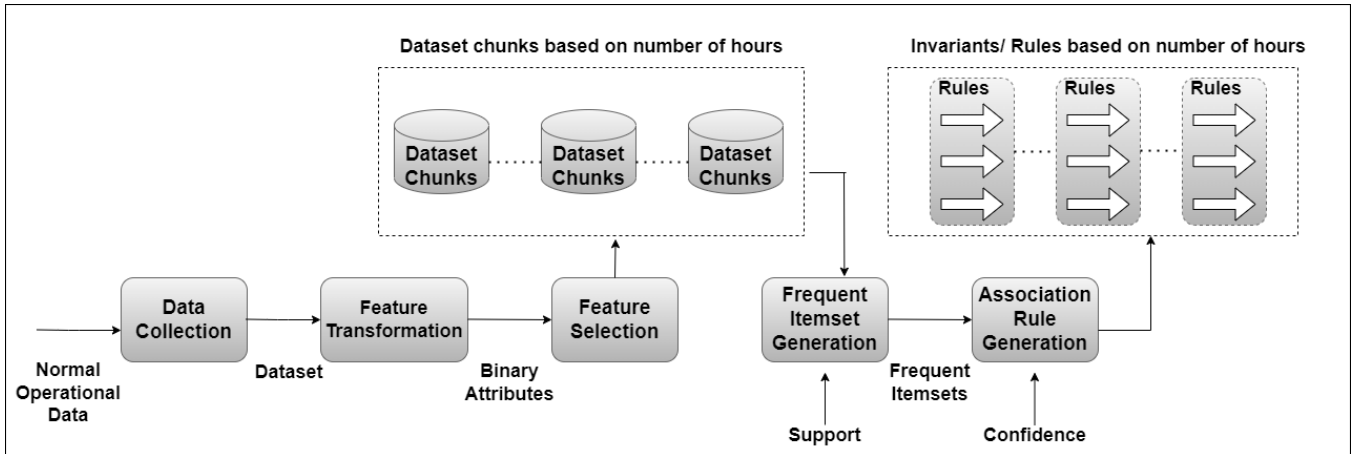 Dataset chunks based on number of hours
Invariants/ Rules based on number of hours
Dataset
Chunks
Dataset
Chunks
Dataset
Chunks
Rules
Rules
Rules
Data
Collection
Feature
Transformation
Feature
Selection
Frequent
Itemset
Generation
Association
Rule
Generation
Normal
Operational
Data
Dataset
Binary
Attributes
Frequent
Itemsets
Support
Confidence